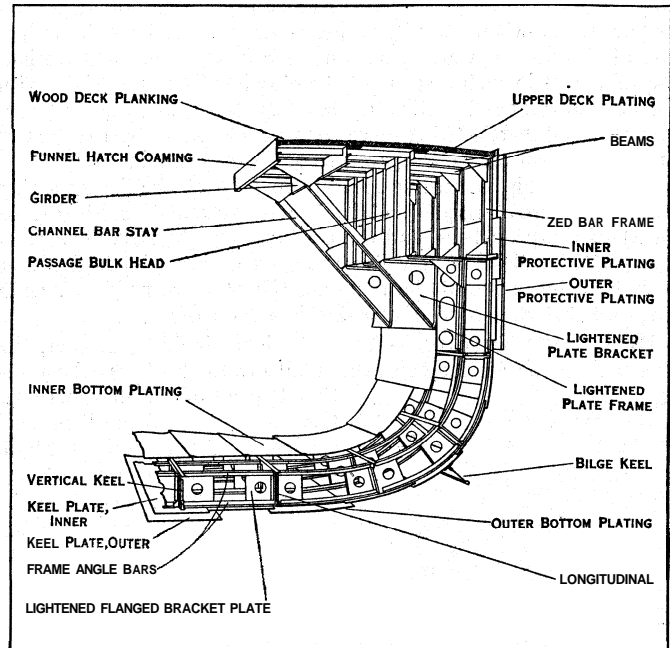 WOOD DECK PLANKING
FUNNEL HATCH COAMING
GIRDER
CHANNEL BAR STAY
PASSAGE BULK HEAD
INNER BOTTOM PLATING
VERTICAL KEEL
KEEL PLATE,
INNER
KEEL PLATE,OUTER
FRAME ANGLE BARS
LIGHTENED FLANGED BRACKET PLATE
UPPER DECK PLATING
BEAMS
ZED BAR FRAME
INNER
PROTECTIVE PLATING
OUTER
PROTECTIVE PLATING
LIGHTENED
PLATE BRACKET
LIGHTENED
PLATE FRAME
BILGE KEEL
OUTER BOTTOM PLATING
LONGITUDINAL